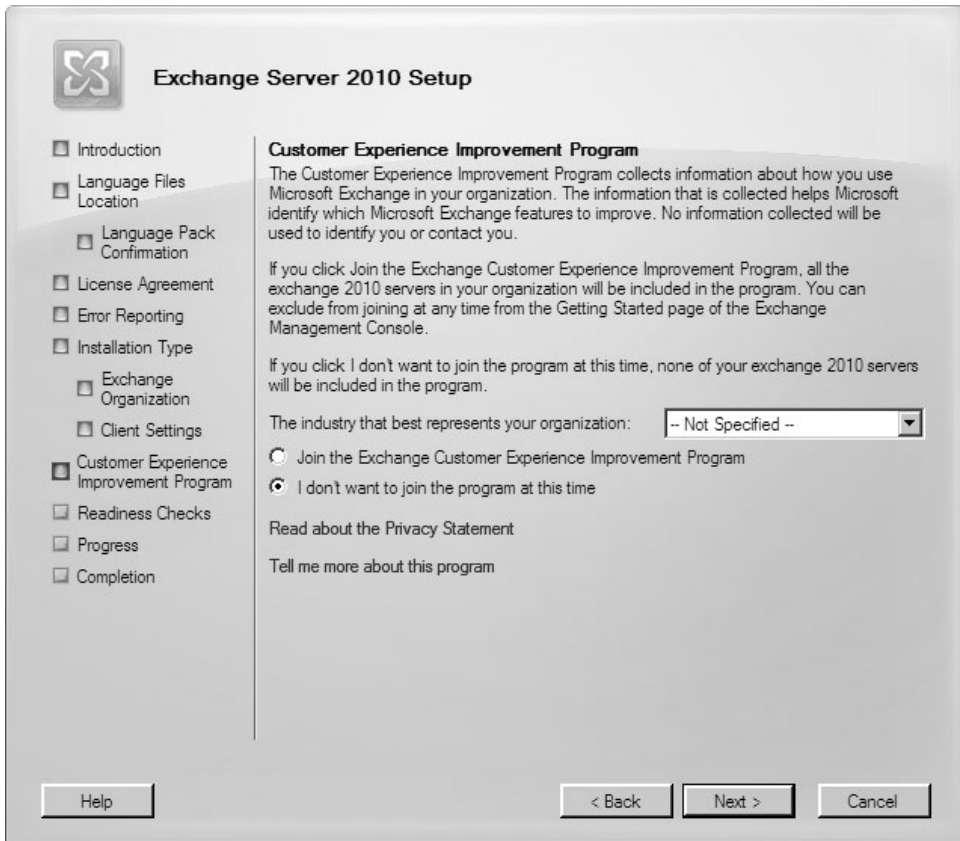 Exchange Server 2010 Setup
Introduction
Language Files
Location
Language Pack
Confirmation
License Agreement
Error Reporting
Installation Type
Exchange
Organization
Client Settings
Customer Experience
Improvement Program
Readiness Checks
Progress
Completion
Customer Experience Improvement Program
The Customer Experience Improvement Program collects information about how you use
Microsoft Exchange in your organization. The information that is collected helps Microsoft
identify which Microsoft Exchange features to improve. No information collected will be
used to identify you or contact you.
If you click Join the Exchange Customer Experience Improvement Program, all the
exchange 2010 servers in your organization will be included in the program. You can
exclude from joining at any time from the Getting Started page of the Exchange
Management Console.
If you click I don't want to join the program at this time, none of your exchange 2010 servers
will be included in the program.
The industry that best represents your organization: -- Not Specified --
Join the Exchange Customer Experience Improvement Program
I don't want to join the program at this time
Read about the Privacy Statement
Tell me more about this program
Help < Back Next > Cancel